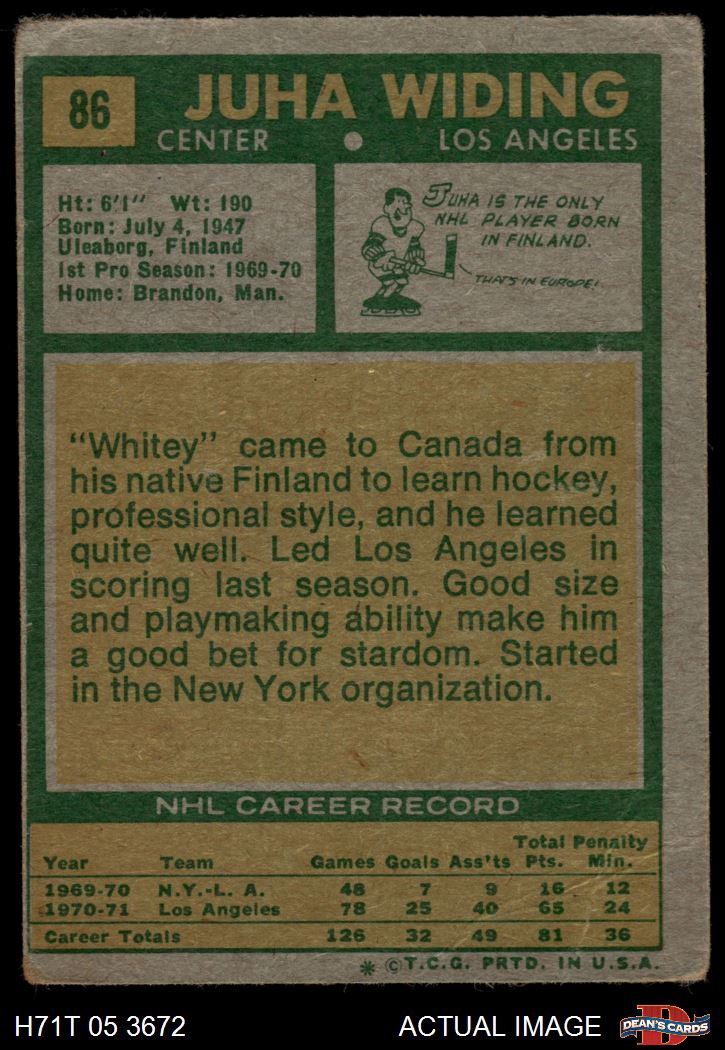 86
JUHA WIDING
CENTER • LOS ANGELES
Ht: 6'1" Wt: 190
Born: July 4, 1947
Uleaborg, Finland
1st Pro Season: 1969-70
Home: Brandon, Man.
JUHA IS THE ONLY
NHL PLAYER BORN
IN FINLAND.
THAT'S IN EUROPE!
"Whitey" came to Canada from
his native Finland to learn hockey,
professional style, and he learned
quite well. Led Los Angeles in
scoring last season. Good size
and playmaking ability make him
a good bet for stardom. Started
in the New York organization.
NHL CAREER RECORD
Total Penalty
Year Team Games Goals Ass'ts Pts. Min.
1969-70 N.Y.-L. A. 48 7 9 16 12
1970-71 Los Angeles 78 25 40 65 24
Career Totals 126 32 49 81 36
* ©T.C.G. PRTD. IN U.S.A.
H71T 05 3672 ACTUAL IMAGE
D
DEAN'S CARDS